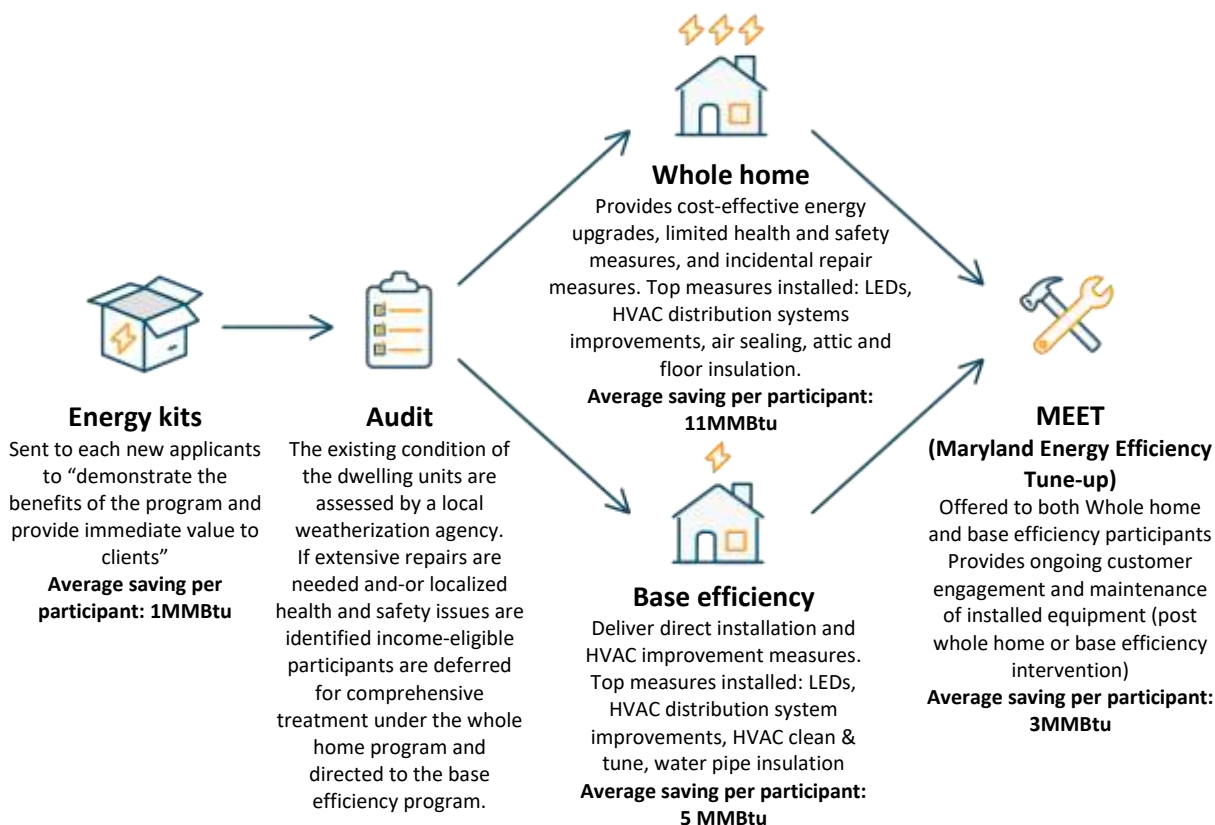 Energy kits
Sent to each new applicants
to “demonstrate the
benefits of the program and
provide immediate value to
clients”
Average saving per
participant: 1MMBtu
Audit
The existing condition of
the dwelling units are
assessed by a local
weatherization agency.
If extensive repairs are
needed and-or localized
health and safety issues are
identified income-eligible
participants are deferred
for comprehensive
treatment under the whole
home program and
directed to the base
efficiency program.
Whole home
Provides cost-effective energy
upgrades, limited health and safety
measures, and incidental repair
measures. Top measures installed: LEDs,
HVAC distribution systems
improvements, air sealing, attic and
floor insulation.
Average saving per participant:
11MMBtu
Base efficiency
Deliver direct installation and
HVAC improvement measures.
Top measures installed: LEDs,
HVAC distribution system
improvements, HVAC clean &
tune, water pipe insulation
Average saving per participant:
5 MMBtu
MEET
(Maryland Energy Efficiency
Tune-up)
Offered to both Whole home
and base efficiency participants
Provides ongoing customer
engagement and maintenance
of installed equipment (post
whole home or base efficiency
intervention)
Average saving per participant:
3MMBtu